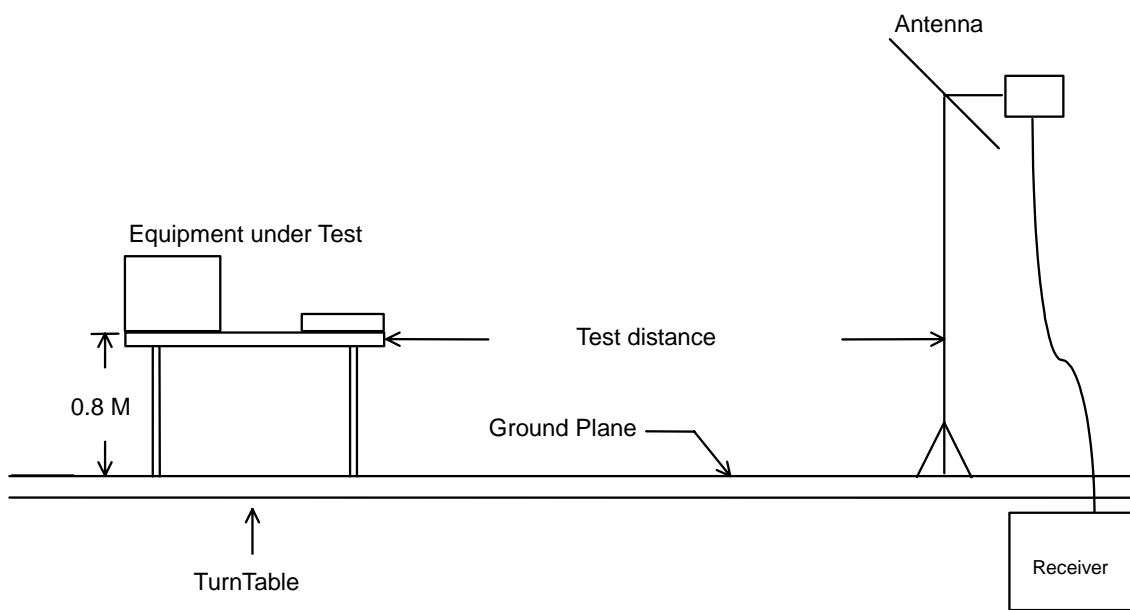 Antenna
Equipment under Test
Test distance
0.8 M
Ground Plane
Receiver
TurnTable